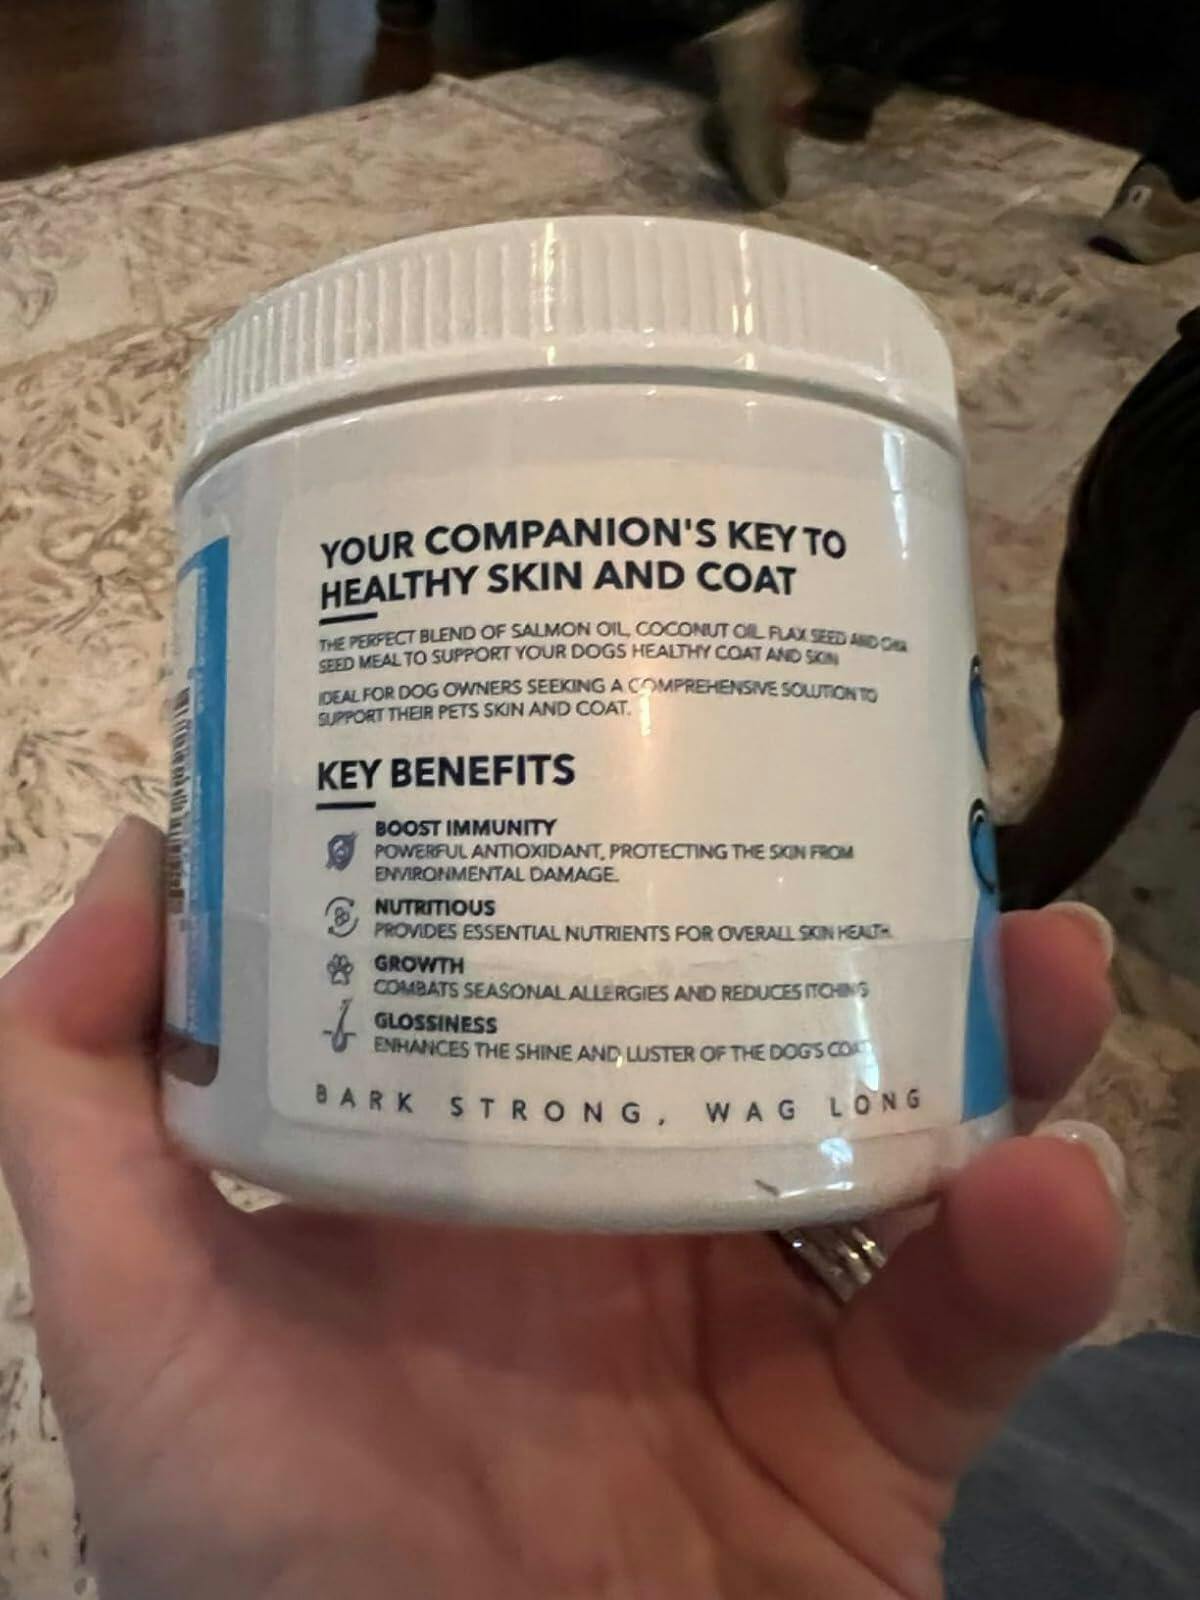 YOUR COMPANION'S KEY TO
HEALTHY SKIN AND COAT
THE PERFECT BLEND OF SALMON OIL, COCONUT OIL, FLAX SEED AND CHIA
SEED MEAL TO SUPPORT YOUR DOGS HEALTHY COAT AND SKIN
IDEAL FOR DOG OWNERS SEEKING A COMPREHENSIVE SOLUTION TO
SUPPORT THEIR PETS SKIN AND COAT.
KEY BENEFITS
BOOST IMMUNITY
POWERFUL ANTIOXIDANT, PROTECTING THE SKIN FROM
ENVIRONMENTAL DAMAGE.
NUTRITIOUS
PROVIDES ESSENTIAL NUTRIENTS FOR OVERALL SKIN HEALTH.
GROWTH
COMBATS SEASONAL ALLERGIES AND REDUCES ITCHING
GLOSSINESS
ENHANCES THE SHINE AND LUSTER OF THE DOG'S COAT
BARK STRONG, WAG LONG